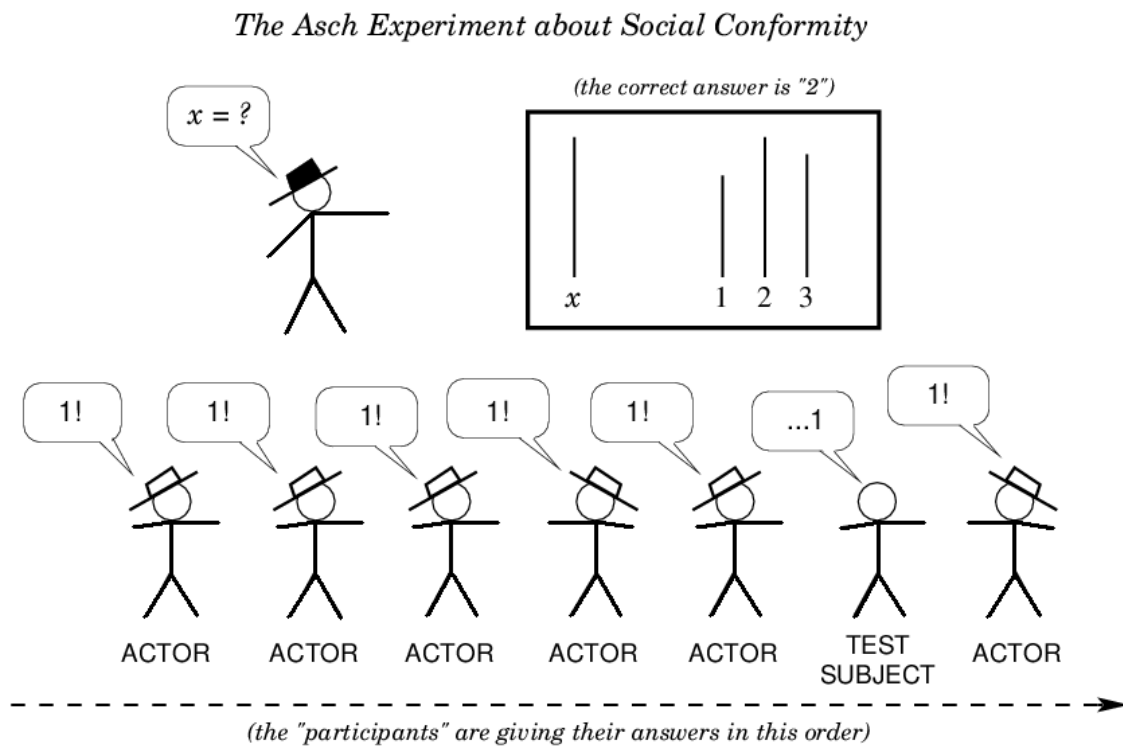 The Asch Experiment about Social Conformity
(the correct answer is "2")
x = ?
x 1 2 3
1! 1! 1! 1! 1! ...1 1!
ACTOR ACTOR ACTOR ACTOR ACTOR TEST SUBJECT ACTOR
(the "participants" are giving their answers in this order)